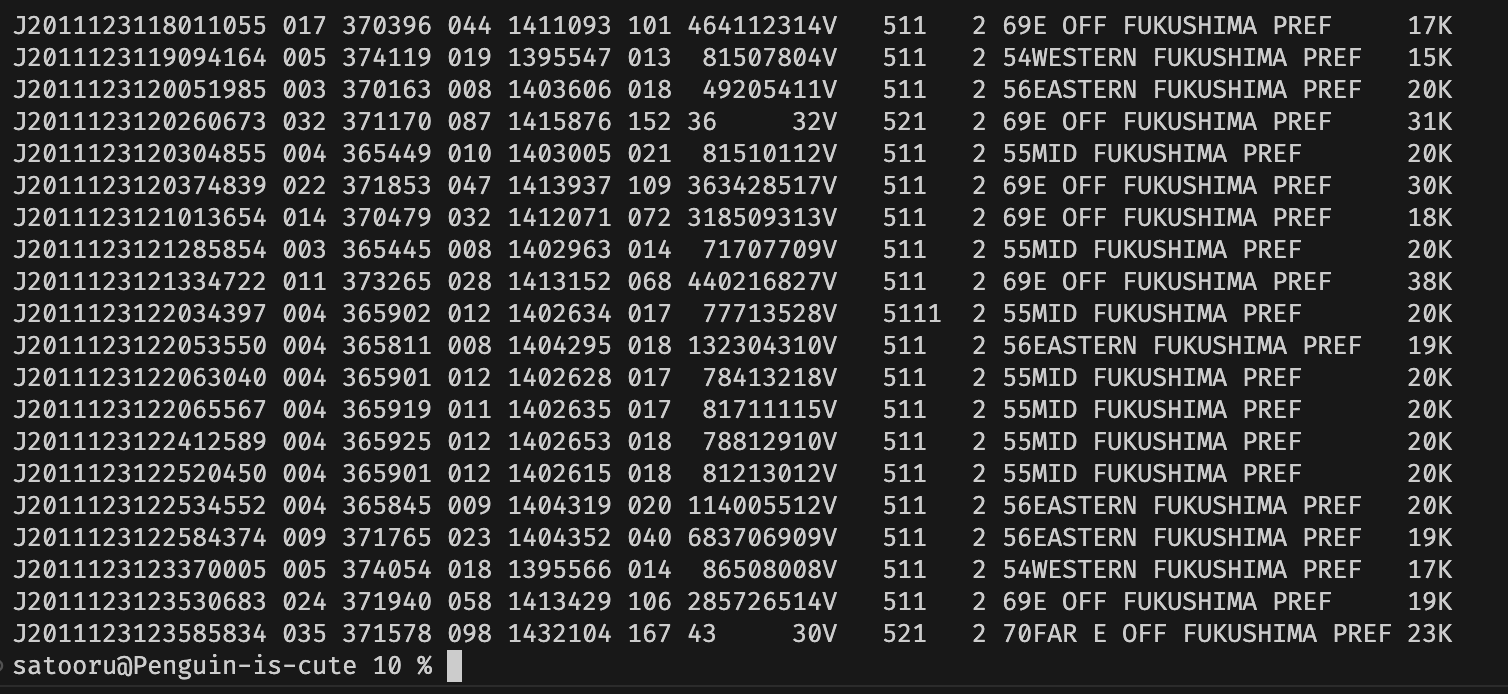 J2011123118011055 017 370396 044 1411093 101 464112314V   511   2 69E OFF FUKUSHIMA PREF     17K
J2011123119094164 005 374119 019 1395547 013  81507804V   511   2 54WESTERN FUKUSHIMA PREF   15K
J2011123120051985 003 370163 008 1403606 018  49205411V   511   2 56EASTERN FUKUSHIMA PREF   20K
J2011123120260673 032 371170 087 1415876 152 36     32V   521   2 69E OFF FUKUSHIMA PREF     31K
J2011123120304855 004 365449 010 1403005 021  81510112V   511   2 55MID FUKUSHIMA PREF       20K
J2011123120374839 022 371853 047 1413937 109 363428517V   511   2 69E OFF FUKUSHIMA PREF     30K
J2011123121013654 014 370479 032 1412071 072 318509313V   511   2 69E OFF FUKUSHIMA PREF     18K
J2011123121285854 003 365445 008 1402963 014  71707709V   511   2 55MID FUKUSHIMA PREF       20K
J2011123121334722 011 373265 028 1413152 068 440216827V   511   2 69E OFF FUKUSHIMA PREF     38K
J2011123122034397 004 365902 012 1402634 017  77713528V   5111  2 55MID FUKUSHIMA PREF       20K
J2011123122053550 004 365811 008 1404295 018 132304310V   511   2 56EASTERN FUKUSHIMA PREF   19K
J2011123122063040 004 365901 012 1402628 017  78413218V   511   2 55MID FUKUSHIMA PREF       20K
J2011123122065567 004 365919 011 1402635 017  81711115V   511   2 55MID FUKUSHIMA PREF       20K
J2011123122412589 004 365925 012 1402653 018  78812910V   511   2 55MID FUKUSHIMA PREF       20K
J2011123122520450 004 365901 012 1402615 018  81213012V   511   2 55MID FUKUSHIMA PREF       20K
J2011123122534552 004 365845 009 1404319 020 114005512V   511   2 56EASTERN FUKUSHIMA PREF   20K
J2011123122584374 009 371765 023 1404352 040 683706909V   511   2 56EASTERN FUKUSHIMA PREF   19K
J2011123123370005 005 374054 018 1395566 014  86508008V   511   2 54WESTERN FUKUSHIMA PREF   17K
J2011123123530683 024 371940 058 1413429 106 285726514V   511   2 69E OFF FUKUSHIMA PREF     19K
J2011123123585834 035 371578 098 1432104 167 43     30V   521   2 70FAR E OFF FUKUSHIMA PREF 23K
satooru@Penguin-is-cute 10 %